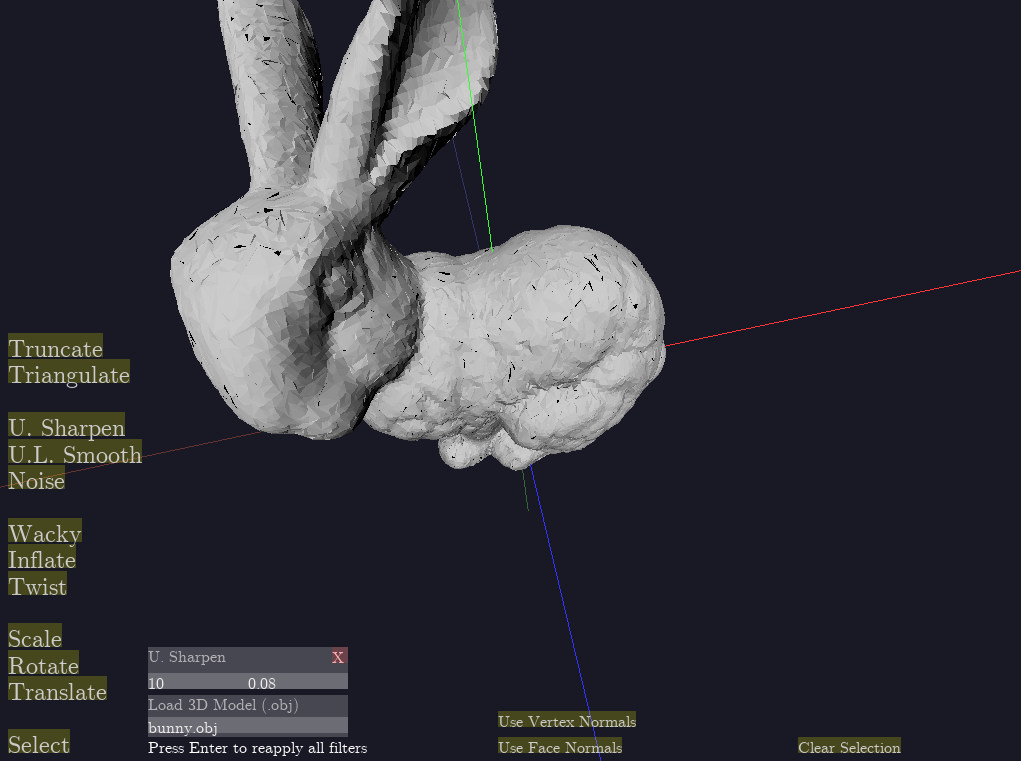 Truncate
Triangulate
U. Sharpen
U.L. Smooth
Noise
Wacky
Inflate
Twist
Scale
Rotate
Translate
Select
U. Sharpen X
10 0.08
Load 3D Model (.obj)
bunny.obj
Press Enter to reapply all filters
Use Vertex Normals
Use Face Normals
Clear Selection